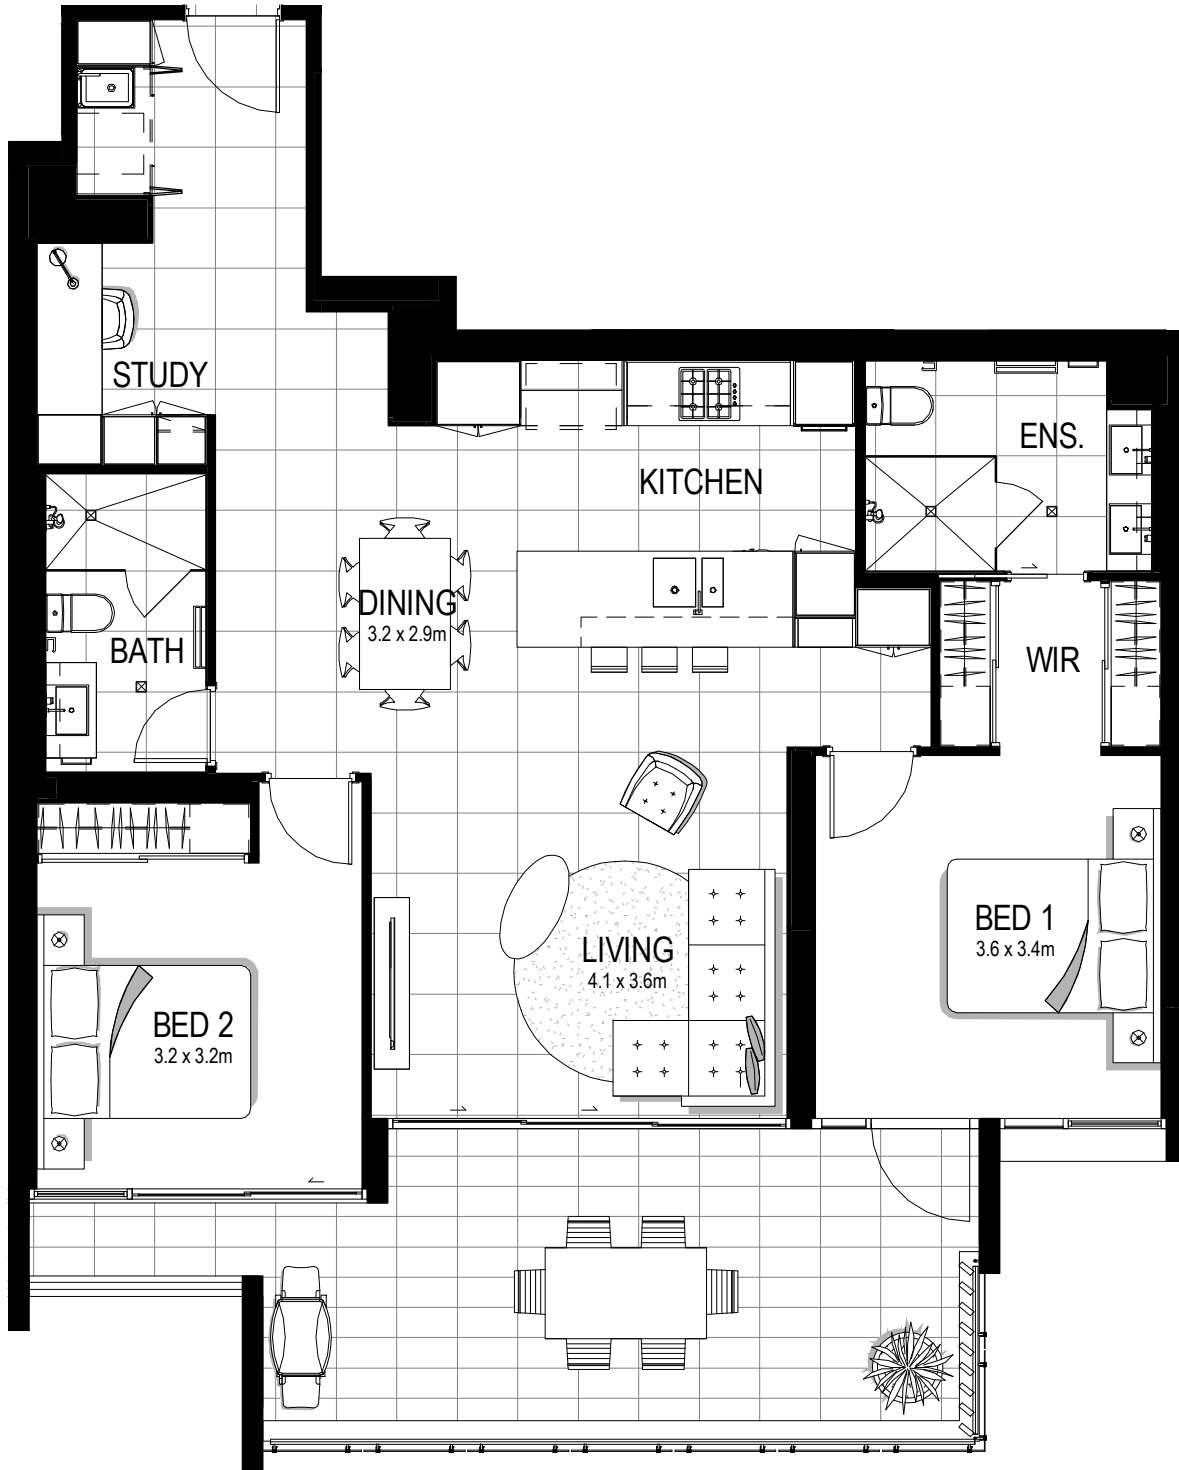 STUDY
KITCHEN
ENS.
DINING
3.2 x 2.9m
BATH
WIR
BED 1
3.6 x 3.4m
LIVING
4.1 x 3.6m
BED 2
3.2 x 3.2m